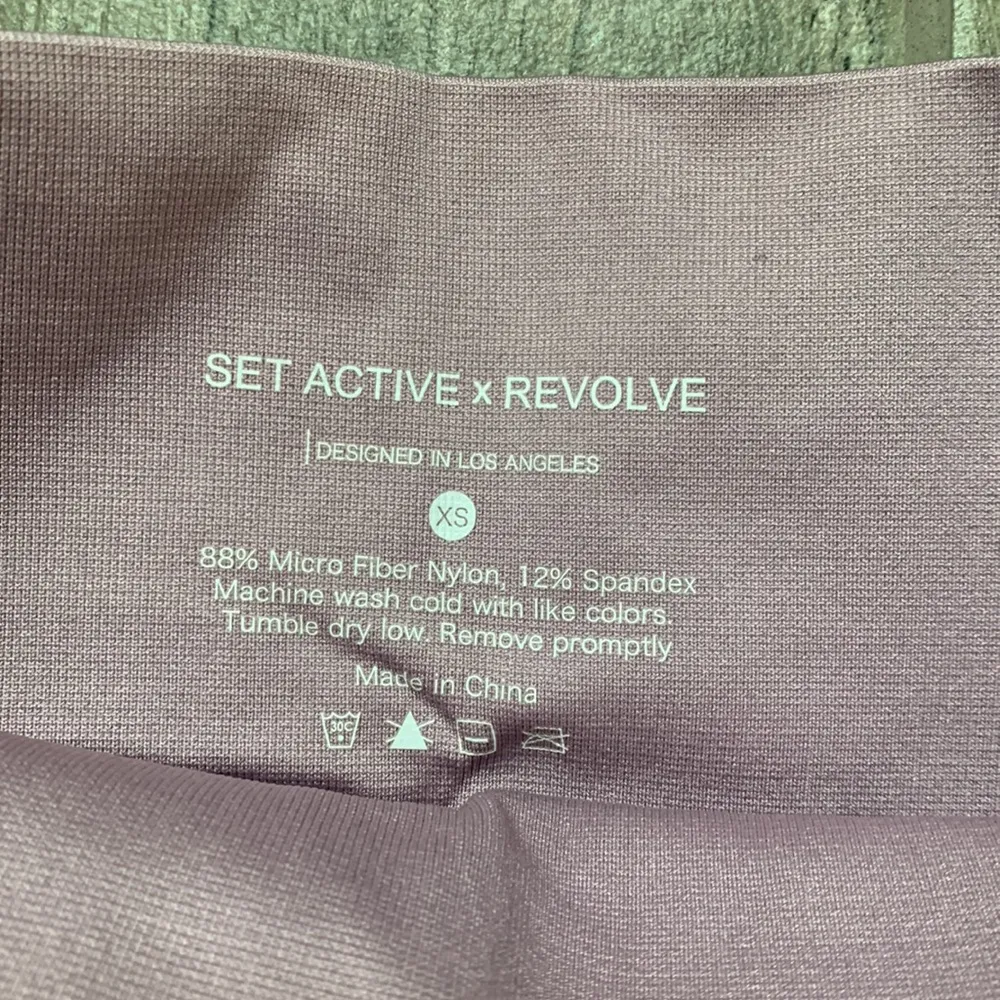 SET ACTIVE x REVOLVE
DESIGNED IN LOS ANGELES
XS
88% Micro Fiber Nylon, 12% Spandex
Machine wash cold with like colors.
Tumble dry low. Remove promptly
Made in China
30C